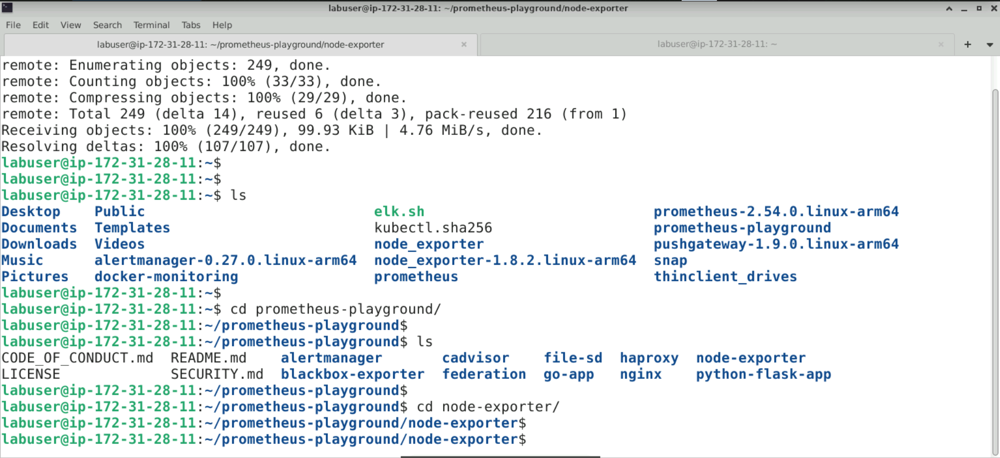 labuser@ip-172-31-28-11: ~/prometheus-playground/node-exporter
File Edit View Search Terminal Tabs Help
labuser@ip-172-31-28-11: ~/prometheus-playground/node-exporter × labuser@ip-172-31-28-11: ~ × +
remote: Enumerating objects: 249, done.
remote: Counting objects: 100% (33/33), done.
remote: Compressing objects: 100% (29/29), done.
remote: Total 249 (delta 14), reused 6 (delta 3), pack-reused 216 (from 1)
Receiving objects: 100% (249/249), 99.93 KiB | 4.76 MiB/s, done.
Resolving deltas: 100% (107/107), done.
labuser@ip-172-31-28-11:~$
labuser@ip-172-31-28-11:~$
labuser@ip-172-31-28-11:~$ ls
Desktop Public elk.sh prometheus-2.54.0.linux-arm64
Documents Templates kubectl.sha256 prometheus-playground
Downloads Videos node_exporter pushgateway-1.9.0.linux-arm64
Music alertmanager-0.27.0.linux-arm64 node_exporter-1.8.2.linux-arm64 snap
Pictures docker-monitoring prometheus thinclient_drives
labuser@ip-172-31-28-11:~$
labuser@ip-172-31-28-11:~$ cd prometheus-playground/
labuser@ip-172-31-28-11:~/prometheus-playground$
labuser@ip-172-31-28-11:~/prometheus-playground$ ls
CODE_OF_CONDUCT.md README.md alertmanager cadvisor file-sd haproxy node-exporter
LICENSE SECURITY.md blackbox-exporter federation go-app nginx python-flask-app
labuser@ip-172-31-28-11:~/prometheus-playground$
labuser@ip-172-31-28-11:~/prometheus-playground$ cd node-exporter/
labuser@ip-172-31-28-11:~/prometheus-playground/node-exporter$
labuser@ip-172-31-28-11:~/prometheus-playground/node-exporter$